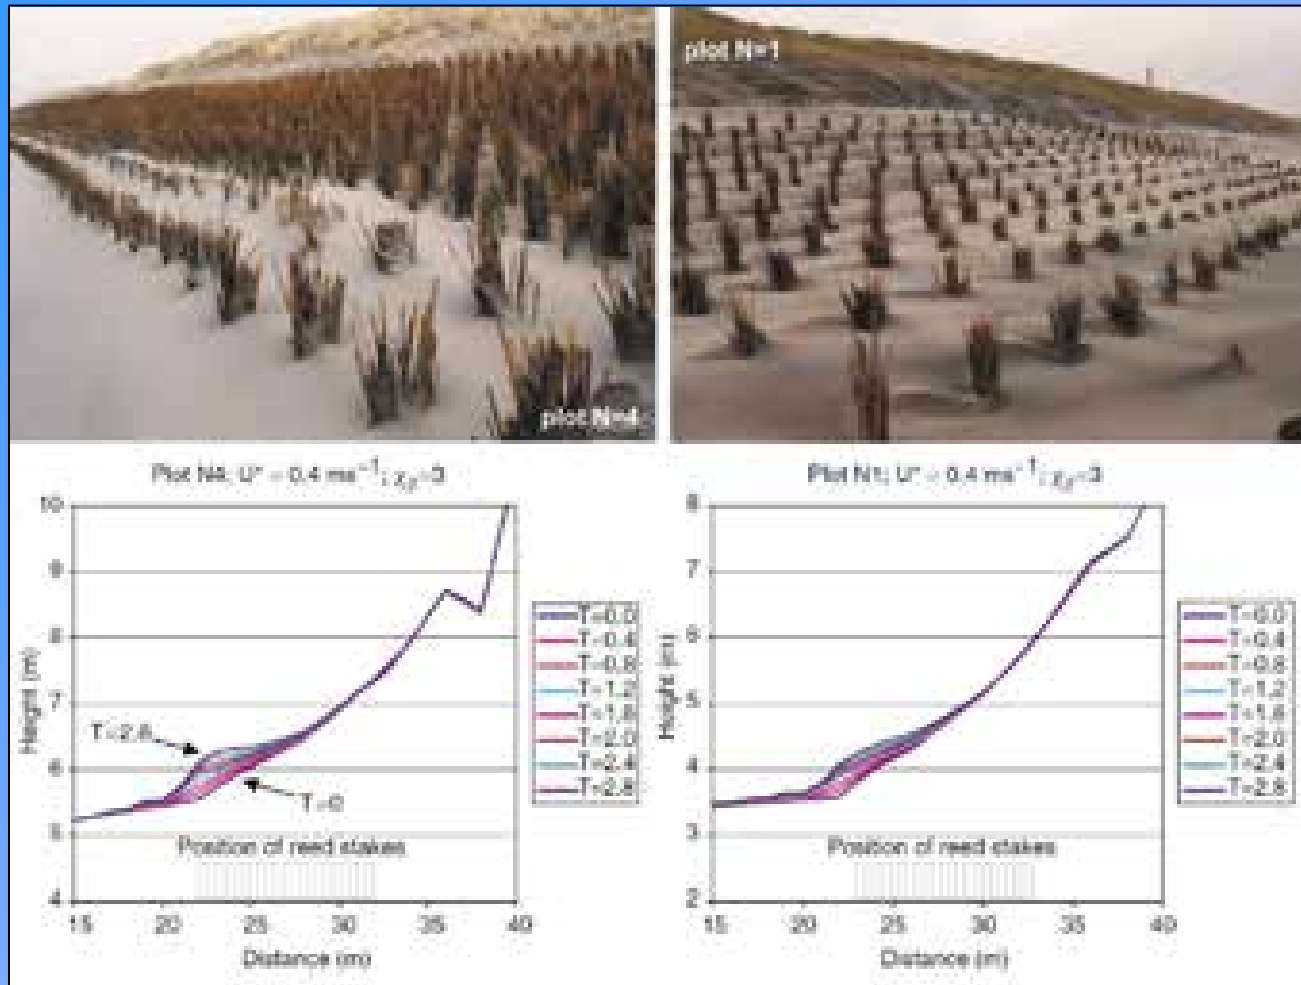 plot N=1
plot N=4
Plot N4; U* = 0.4 ms⁻¹;
Plot N1; U* = 0.4 ms⁻¹;
10
9
8
7
6
5
4
Height (m)
T=2.8
T=0
Position of reed stakes
15 20 25 30 35 40
Distance (m)
T=0.0
T=0.4
T=0.8
T=1.2
T=1.6
T=2.0
T=2.4
T=2.8
8
7
6
5
4
3
2
Height (m)
Position of reed stakes
15 20 25 30 35 40
Distance (m)
T=0.0
T=0.4
T=0.8
T=1.2
T=1.6
T=2.0
T=2.4
T=2.8